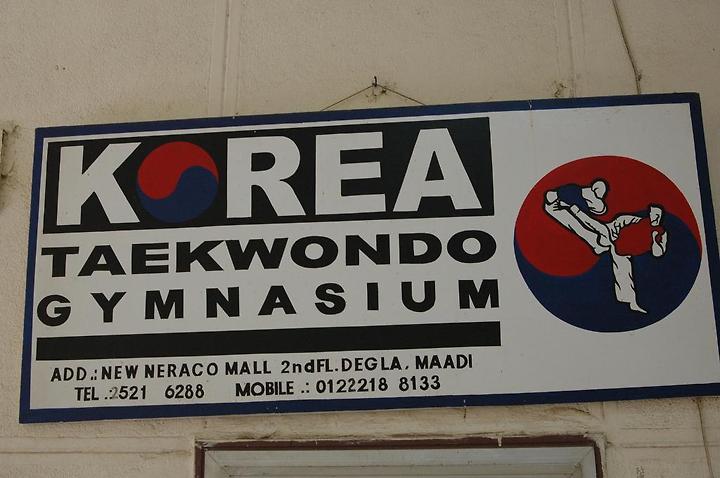 KOREA
TAEKWONDO
GYMNASIUM
ADD.: NEW NERACO MALL 2ndFL. DEGLA, MAADI
TEL .: 2521 6288 MOBILE .: 0122218 8133